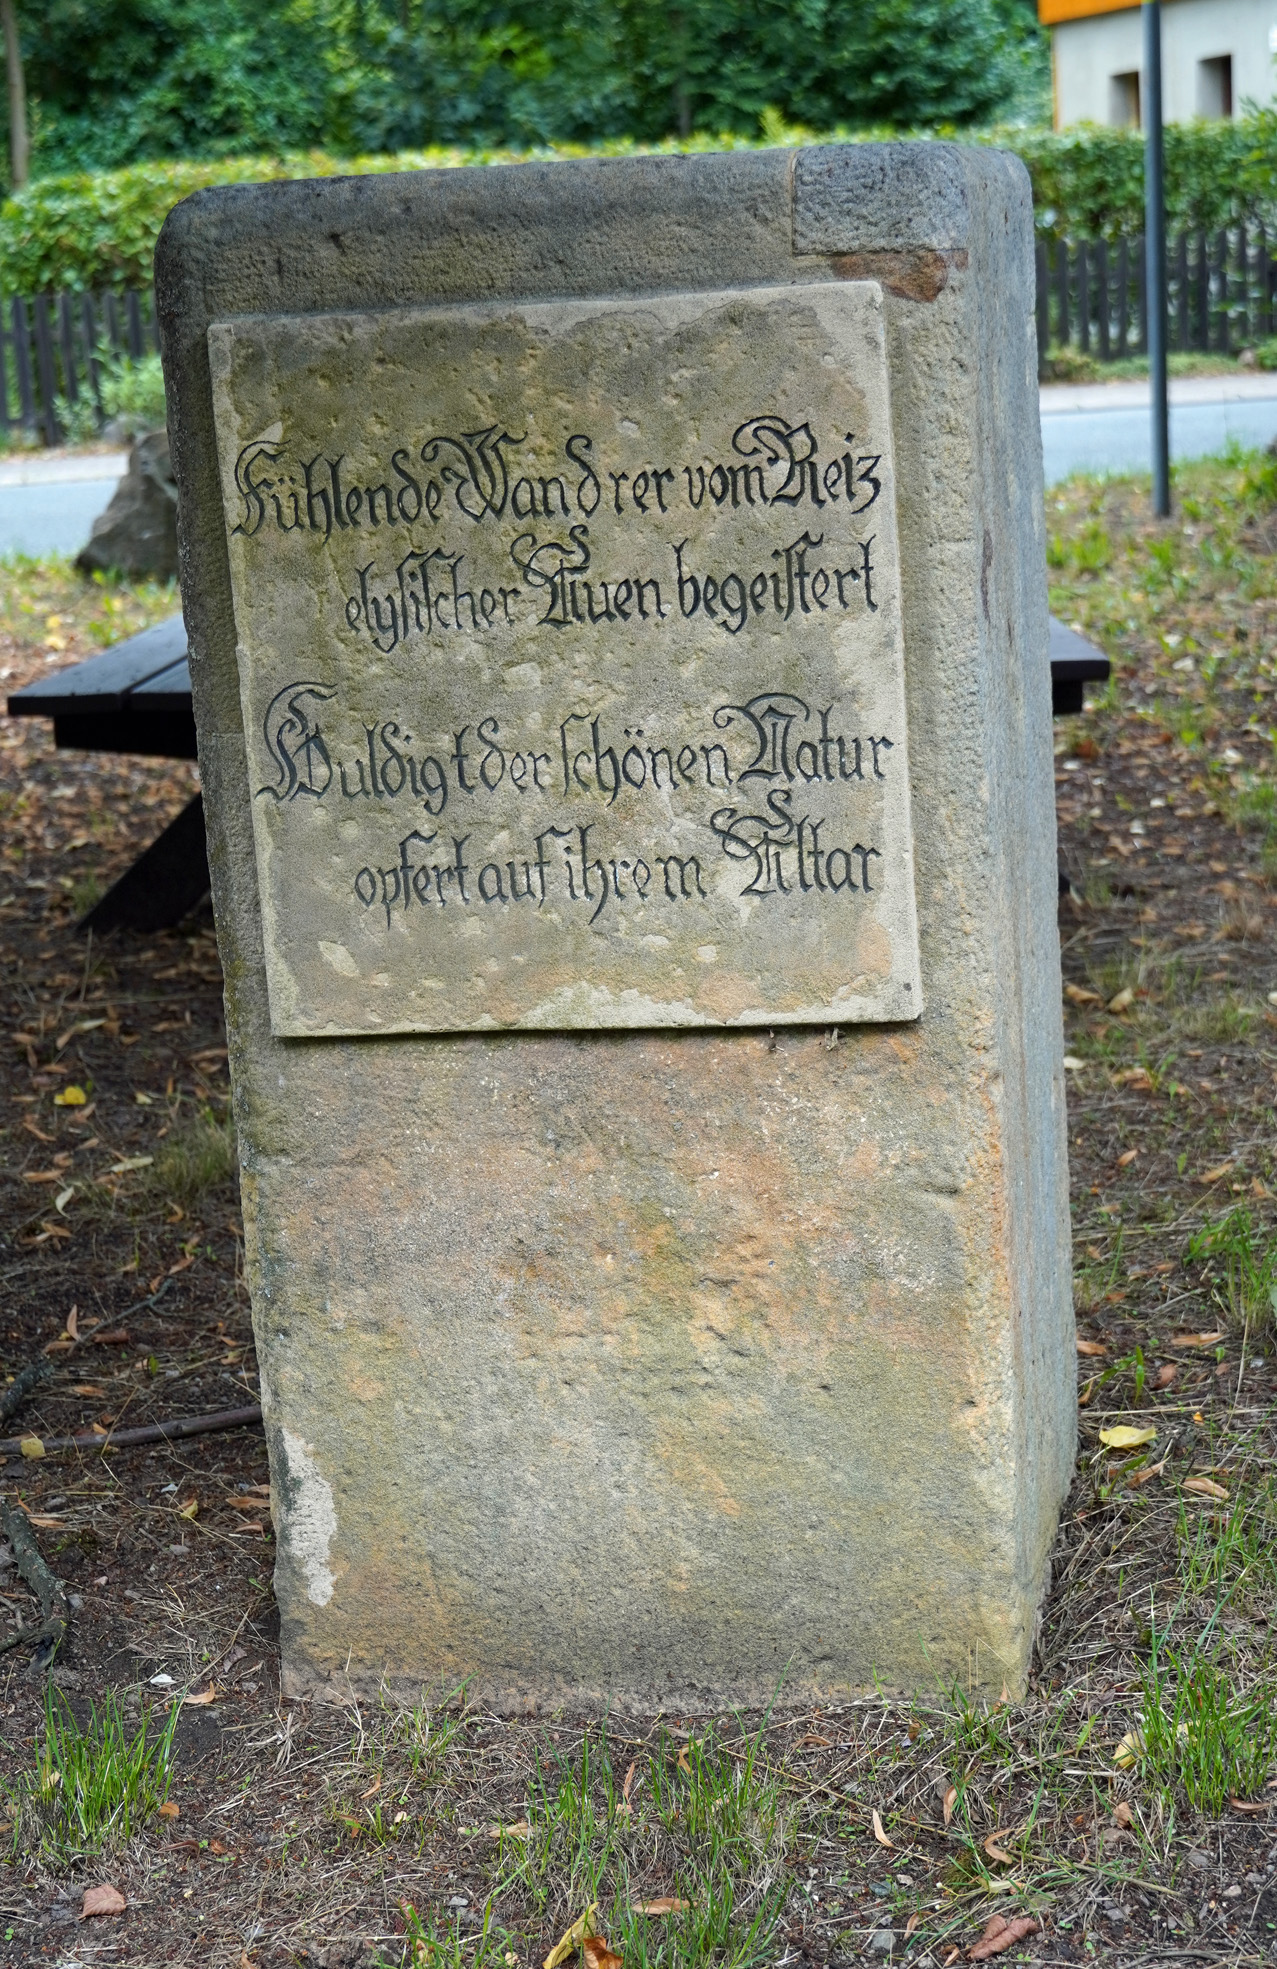 Fühlende Wandrer vom Reiz
elysiſcher Auen begeiſtert
Huldigt der ſchönen Natur
opfert auf ihrem Altar